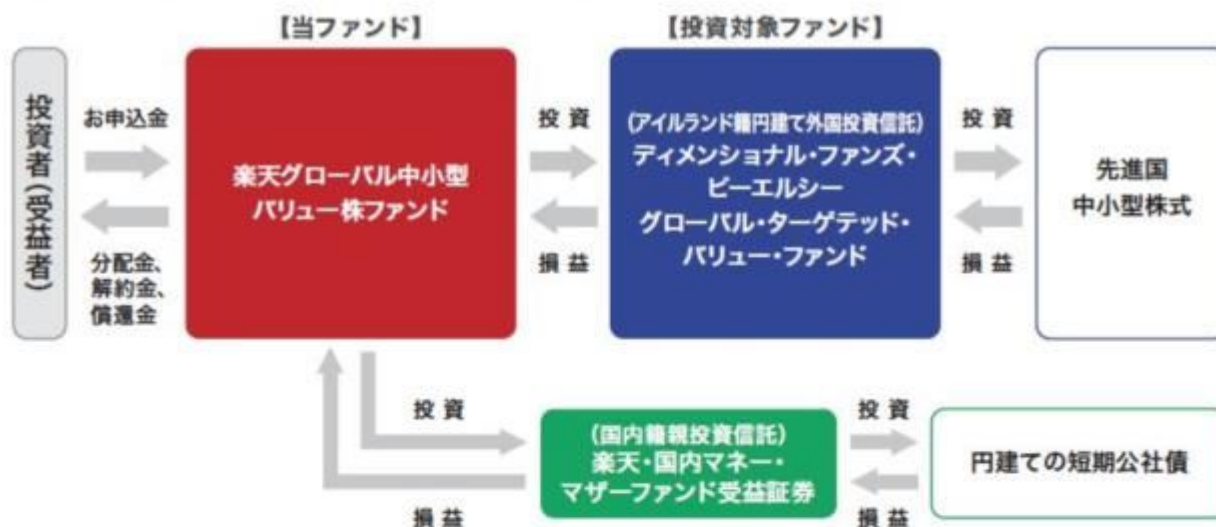 【当ファンド】
【投資対象ファンド】
投資者(受益者)
お申込金
分配金、
解約金、
償還金
楽天グローバル中小型
バリュー株ファンド
投資
損益
(アイルランド籍円建て外国投資信託)
ディメンショナル・ファンズ・
ピーエルシー
グローバル・ターゲテッド・
バリュー・ファンド
投資
損益
先進国
中小型株式
投資
損益
(国内籍親投資信託)
楽天・国内マネー・
マザーファンド受益証券
投資
損益
円建ての短期公社債